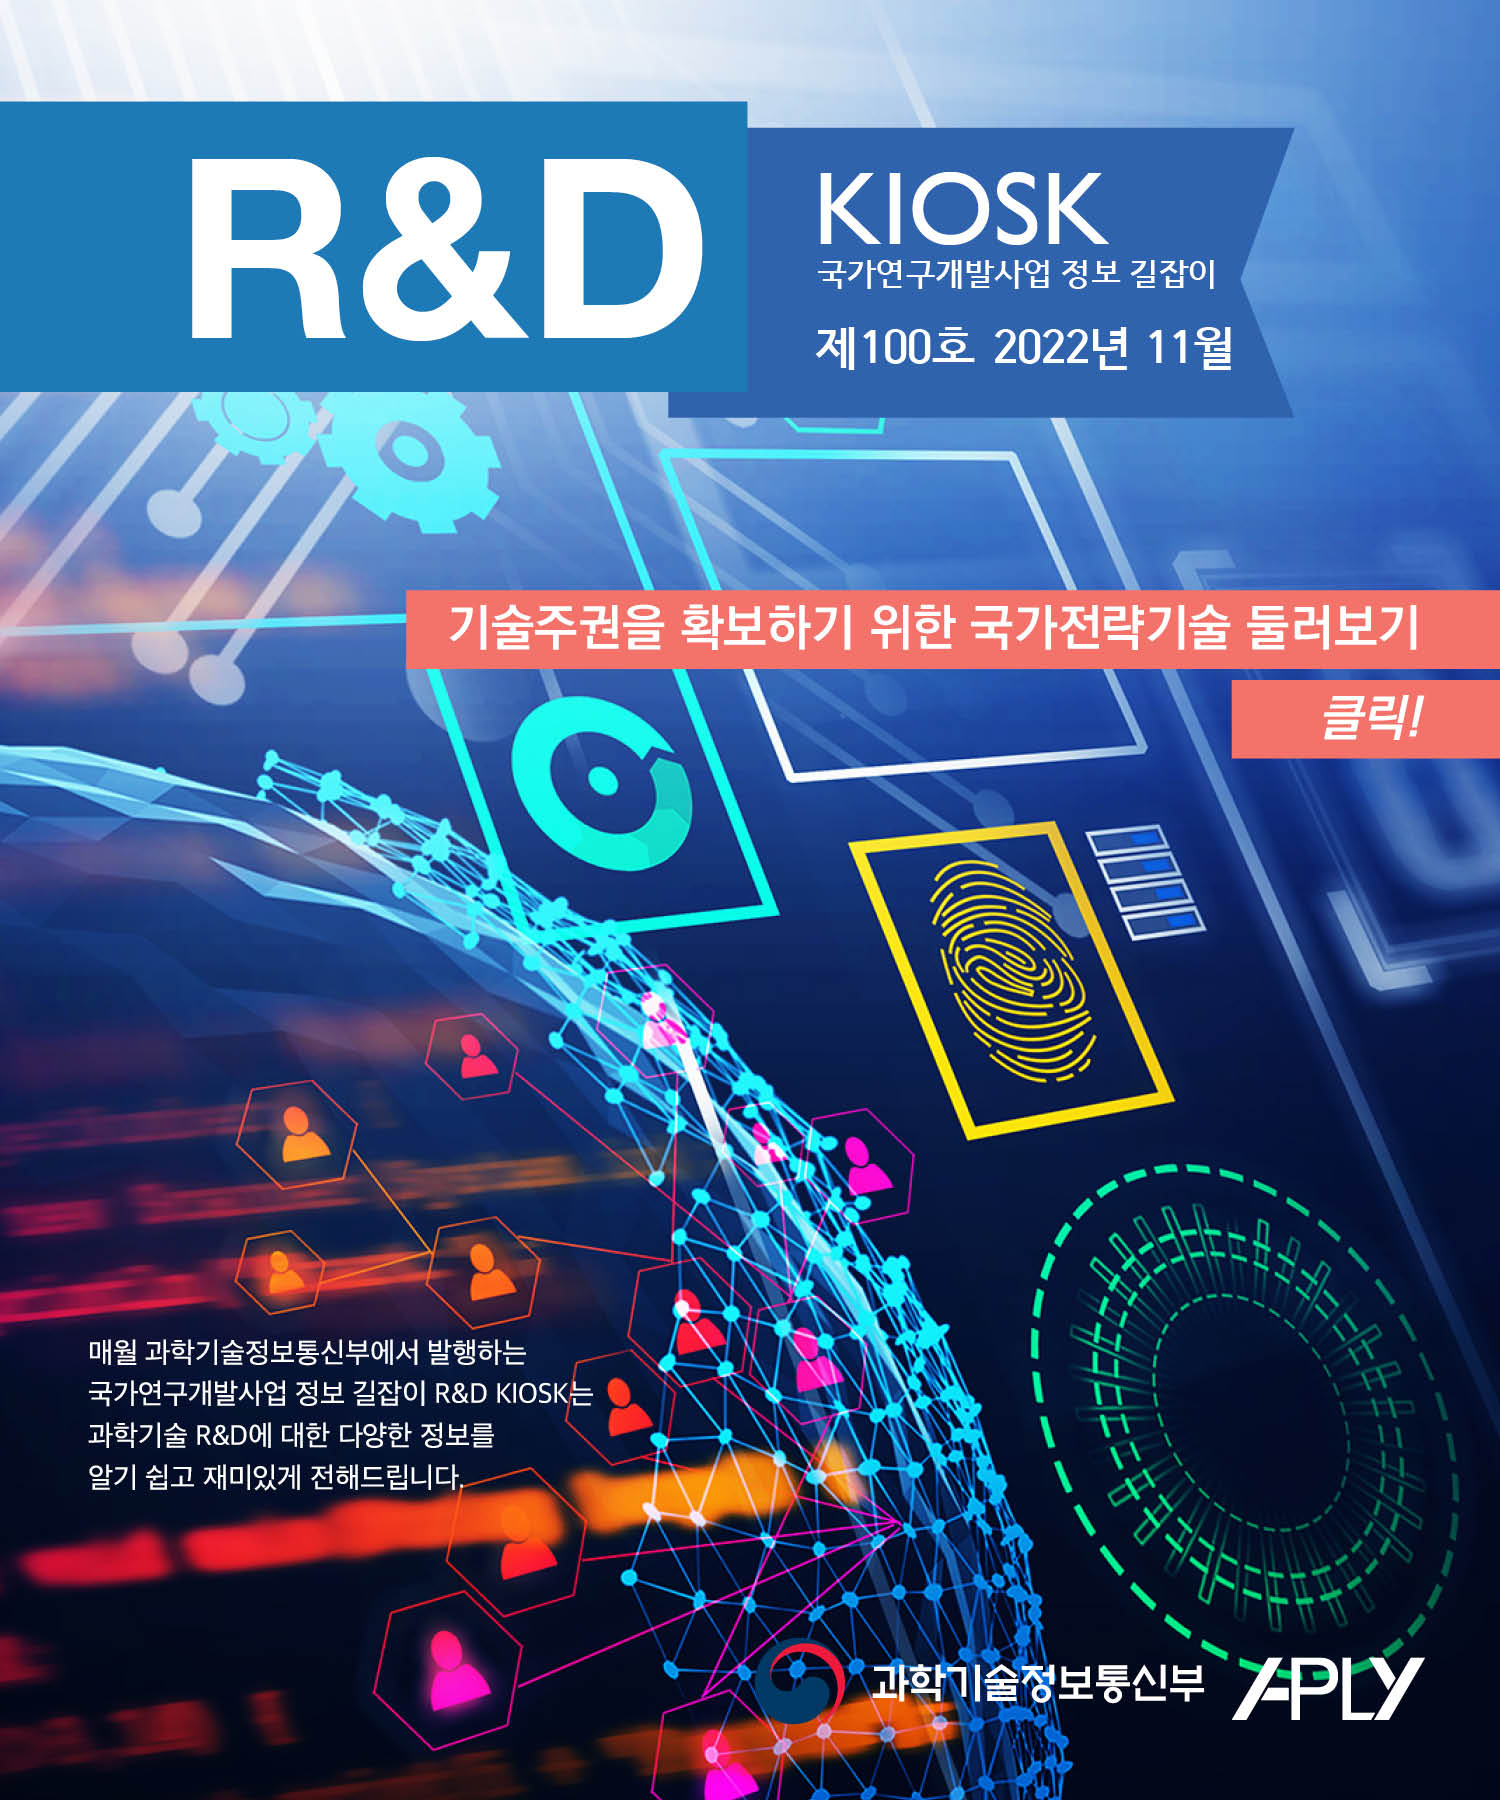 R&D
KIOSK
국가연구개발사업 정보 길잡이
제100호 2022년 11월
기술주권을 확보하기 위한 국가전략기술 둘러보기
클릭!
매월 과학기술정보통신부에서 발행하는
국가연구개발사업 정보 길잡이 R&D KIOSK는
과학기술 R&D에 대한 다양한 정보를
알기 쉽고 재미있게 전해드립니다.
과학기술정보통신부 APLY